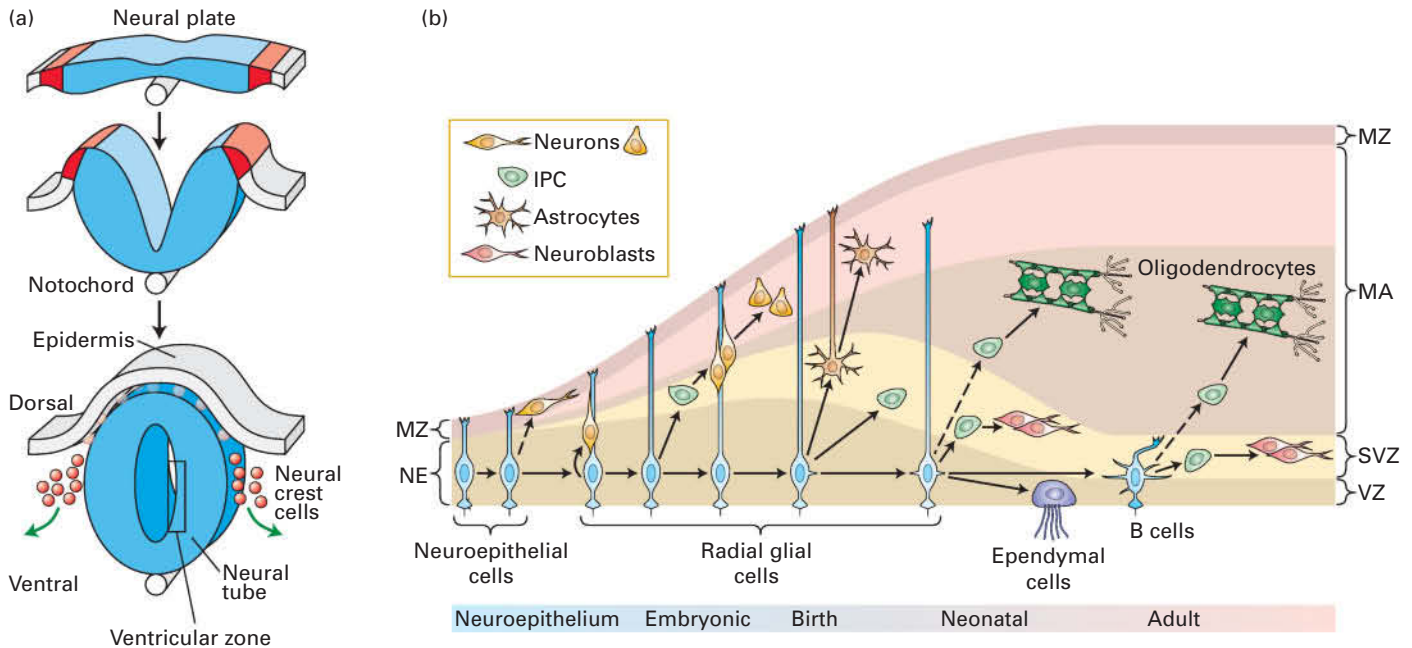 (a)
Neural plate
Notochord
Epidermis
Dorsal
Neural
crest
cells
Ventral
Neural
tube
Ventricular zone
(b)
Neurons
IPC
Astrocytes
Neuroblasts
MZ
MA
Oligodendrocytes
MZ
NE
SVZ
VZ
Neuroepithelial
cells
Radial glial
cells
Ependymal
cells
B cells
Neuroepithelium
Embryonic
Birth
Neonatal
Adult